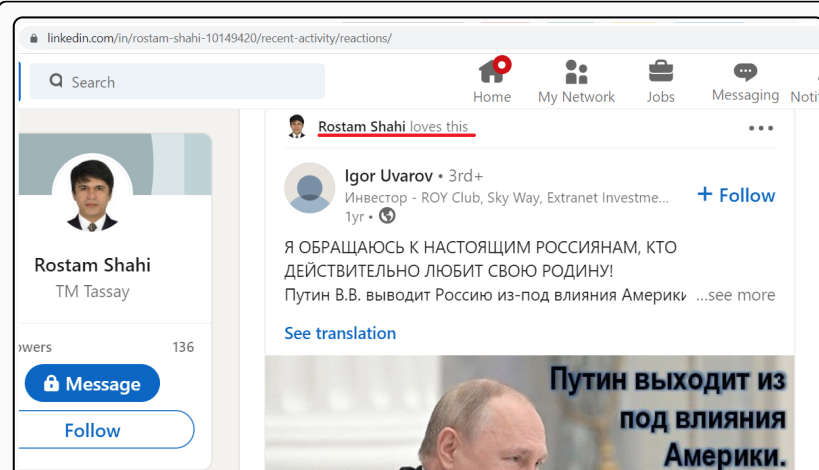 linkedin.com/in/rostam-shahi-10149420/recent-activity/reactions/
Search
Home
My Network
Jobs
Messaging
Rostam Shahi loves this
Rostam Shahi
TM Tassay
136
Message
Follow
Igor Uvarov • 3rd+
Инвестор - ROY Club, Sky Way, Extranet Investme...
1yr •
+ Follow
Я ОБРАЩАЮСЬ К НАСТОЯЩИМ РОССИЯНАМ, КТО
ДЕЙСТВИТЕЛЬНО ЛЮБИТ СВОЮ РОДИНУ!
Путин В.В. выводит Россию из-под влияния Америки ...see more
See translation
Путин выходит из
под влияния
Америки.